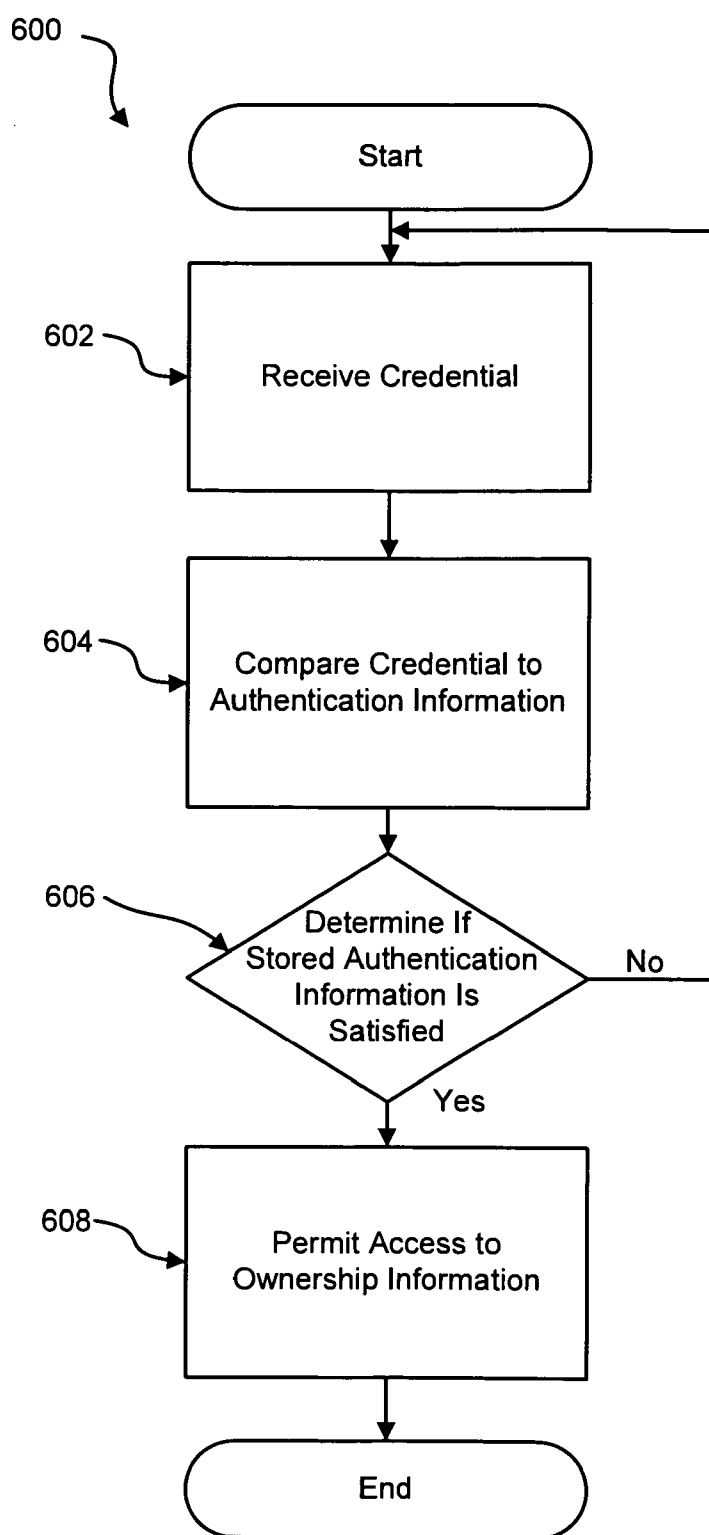 600
Start
602
Receive Credential
604
Compare Credential to
Authentication Information
606
Determine If
Stored Authentication
Information Is
Satisfied
No
Yes
608
Permit Access to
Ownership Information
End